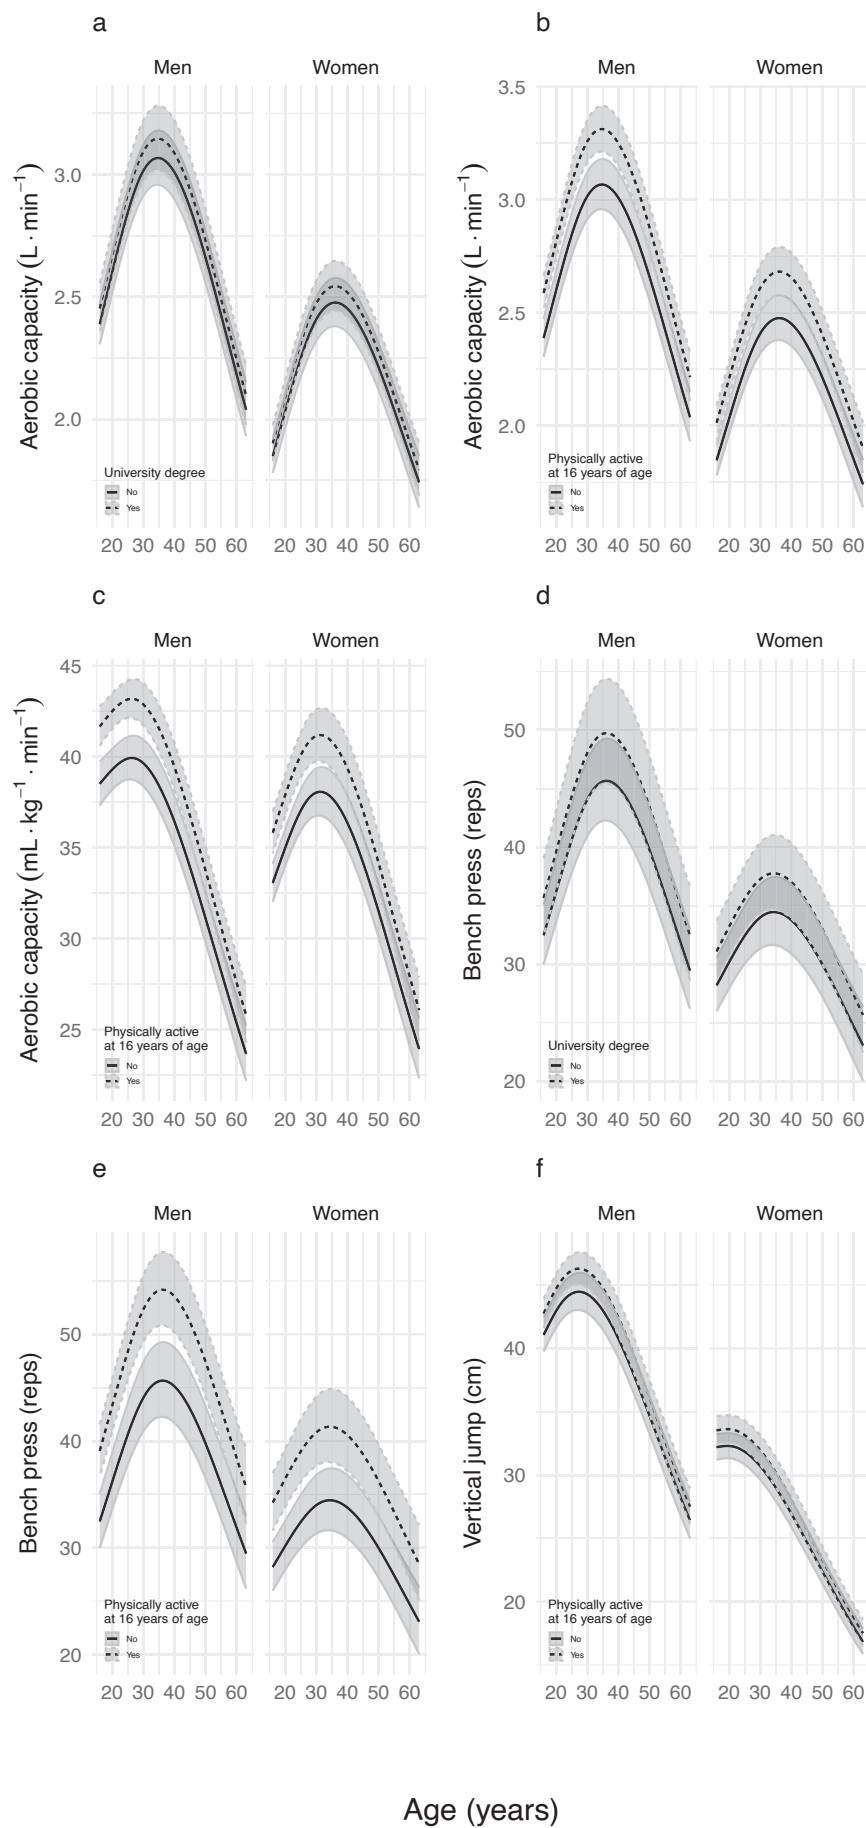 a
b
Men Women
Men Women
Aerobic capacity (L · min⁻¹)
3.0
2.5
2.0
University degree
No
Yes
20 30 40 50 60 20 30 40 50 60
Aerobic capacity (L · min⁻¹)
3.5
3.0
2.5
2.0
Physically active
at 16 years of age
No
Yes
20 30 40 50 60 20 30 40 50 60
c
d
Men Women
Men Women
Aerobic capacity (mL · kg⁻¹ · min⁻¹)
45
40
35
30
25
Physically active
at 16 years of age
No
Yes
20 30 40 50 60 20 30 40 50 60
Bench press (reps)
50
40
30
20
University degree
No
Yes
20 30 40 50 60 20 30 40 50 60
e
f
Men Women
Men Women
Bench press (reps)
50
40
30
20
Physically active
at 16 years of age
No
Yes
20 30 40 50 60 20 30 40 50 60
Vertical jump (cm)
40
30
20
Physically active
at 16 years of age
No
Yes
20 30 40 50 60 20 30 40 50 60
Age (years)